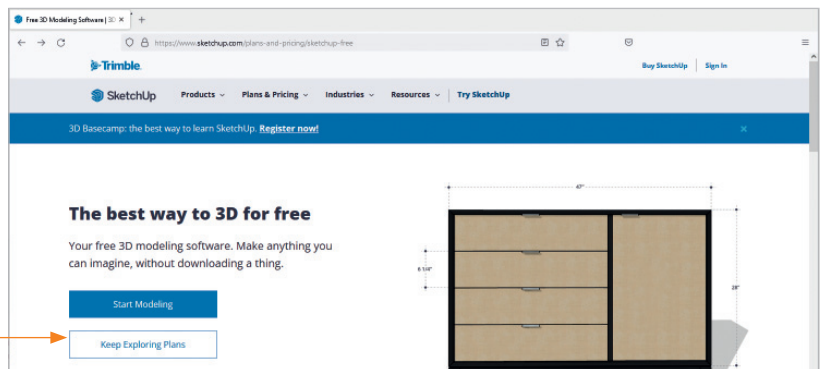 Free 3D Modeling Software | 3D
https://www.sketchup.com/plans-and-pricing/sketchup-free
Trimble.
Buy SketchUp Sign In
SketchUp Products Plans & Pricing Industries Resources Try SketchUp
3D Basecamp: the best way to learn SketchUp. Register now!
47"
The best way to 3D for free
Your free 3D modeling software. Make anything you
can imagine, without downloading a thing.
6 1/4"
28"
Start Modeling
Keep Exploring Plans